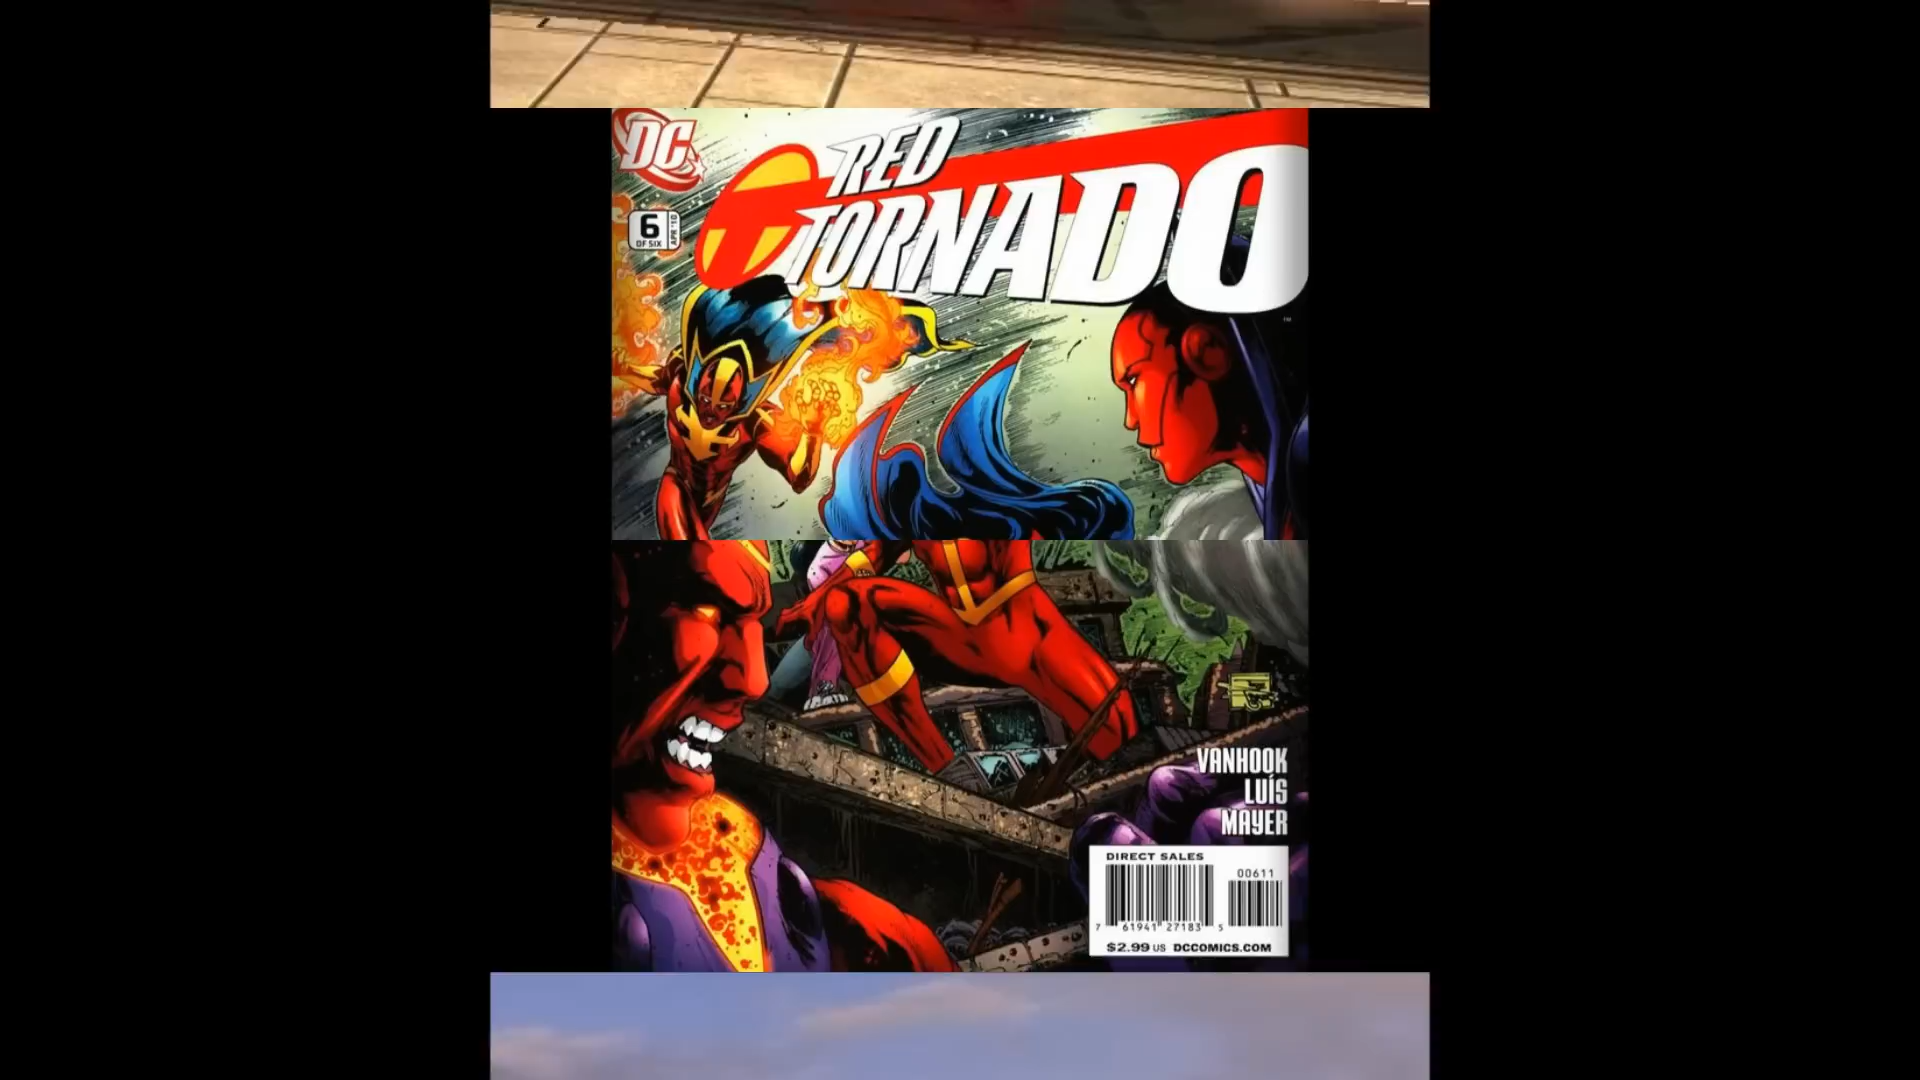 DC
RED
TORNADO
TM
6
OF SIX
APR '10
VANHOOK
LUÍS
MAYER
DIRECT SALES
00611
7 61941 27183 5
$2.99 US DCCOMICS.COM